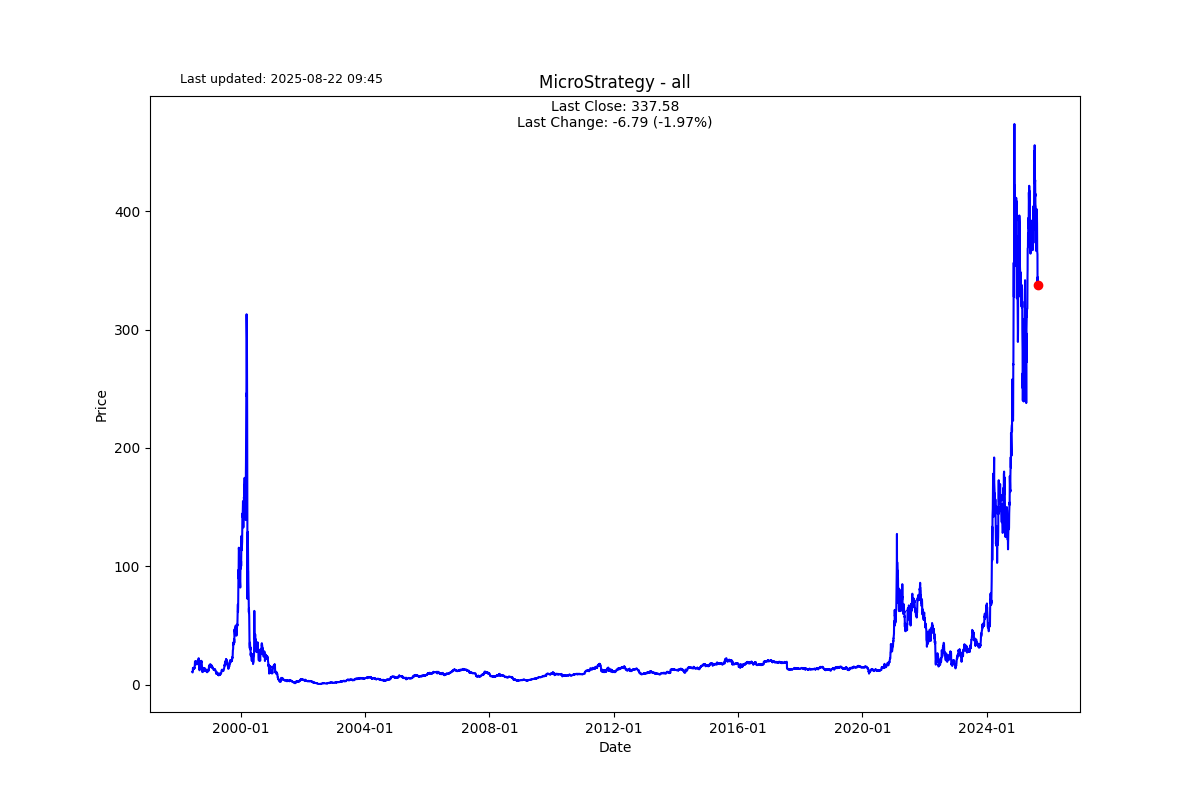 Last updated: 2025-08-22 09:45
MicroStrategy - all
Last Close: 337.58
Last Change: -6.79 (-1.97%)
Price
400
300
200
100
0
2000-01 2004-01 2008-01 2012-01 2016-01 2020-01 2024-01
Date